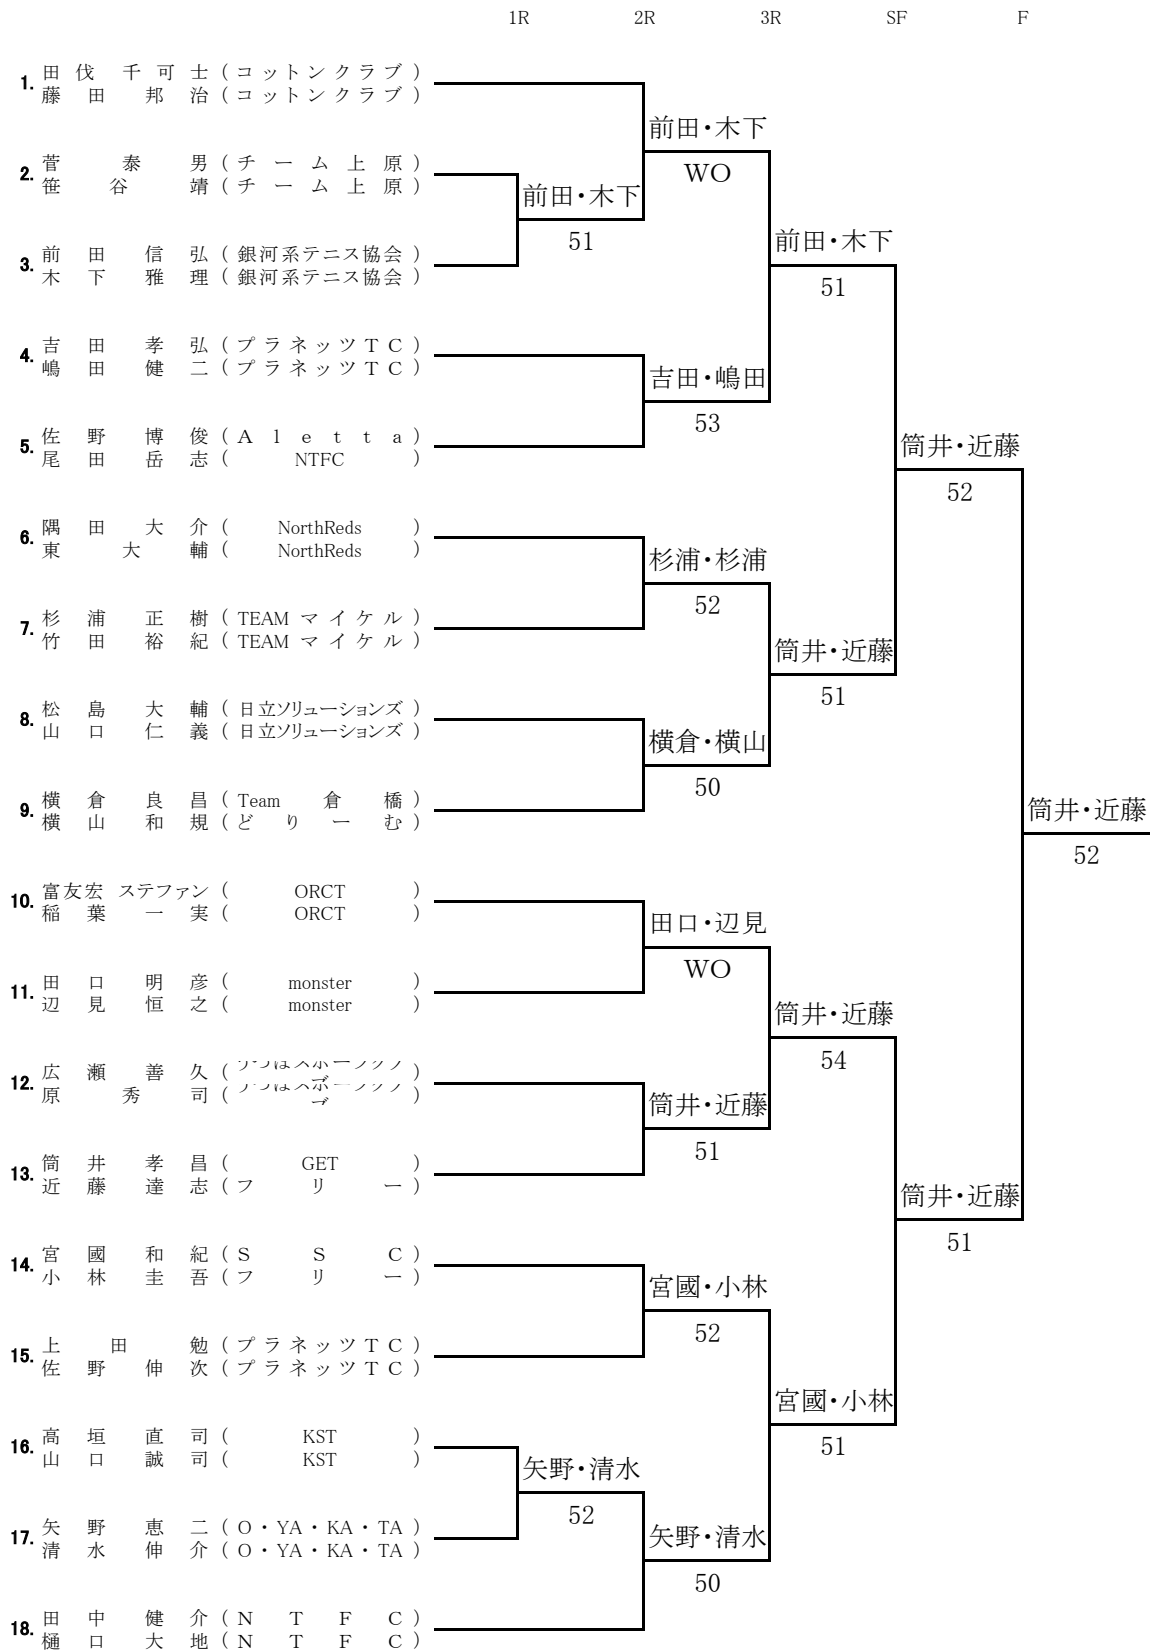 1R 2R 3R SF F
1. 田伐 千可士 (コットンクラブ)
藤田 邦治 (コットンクラブ)
前田・木下
WO
2. 菅 泰男 (チーム上原)
笹谷 靖 (チーム上原)
前田・木下
51
3. 前田 信弘 (銀河系テニス協会)
木下 雅理 (銀河系テニス協会)
前田・木下
51
4. 吉田 孝弘 (プラネッツTC)
嶋田 健二 (プラネッツTC)
吉田・嶋田
53
5. 佐野 博俊 (Aletta)
尾田 岳志 (NTFC)
筒井・近藤
52
6. 隅田 大介 (NorthReds)
東 大輔 (NorthReds)
杉浦・杉浦
52
7. 杉浦 正樹 (TEAMマイケル)
竹田 裕紀 (TEAMマイケル)
筒井・近藤
51
8. 松島 大輔 (日立ソリューションズ)
山口 仁義 (日立ソリューションズ)
横倉・横山
50
9. 横倉 良昌 (Team 倉橋)
横山 和規 (どりーむ)
筒井・近藤
52
10. 富友宏 ステファン (ORCT)
稲葉 一実 (ORCT)
田口・辺見
WO
11. 田口 明彦 (monster)
辺見 恒之 (monster)
筒井・近藤
54
12. 広瀬 善久
原 秀司
筒井・近藤
51
13. 筒井 孝昌 (GET)
近藤 達志 (フリー)
筒井・近藤
51
14. 宮國 和紀 (SSC)
小林 圭吾 (フリー)
宮國・小林
52
15. 上田 勉 (プラネッツTC)
佐野 伸次 (プラネッツTC)
宮國・小林
51
16. 高垣 直司 (KST)
山口 誠司 (KST)
矢野・清水
52
17. 矢野 恵二 (O・YA・KA・TA)
清水 伸介 (O・YA・KA・TA)
矢野・清水
50
18. 田中 健介 (NTFC)
樋口 大地 (NTFC)